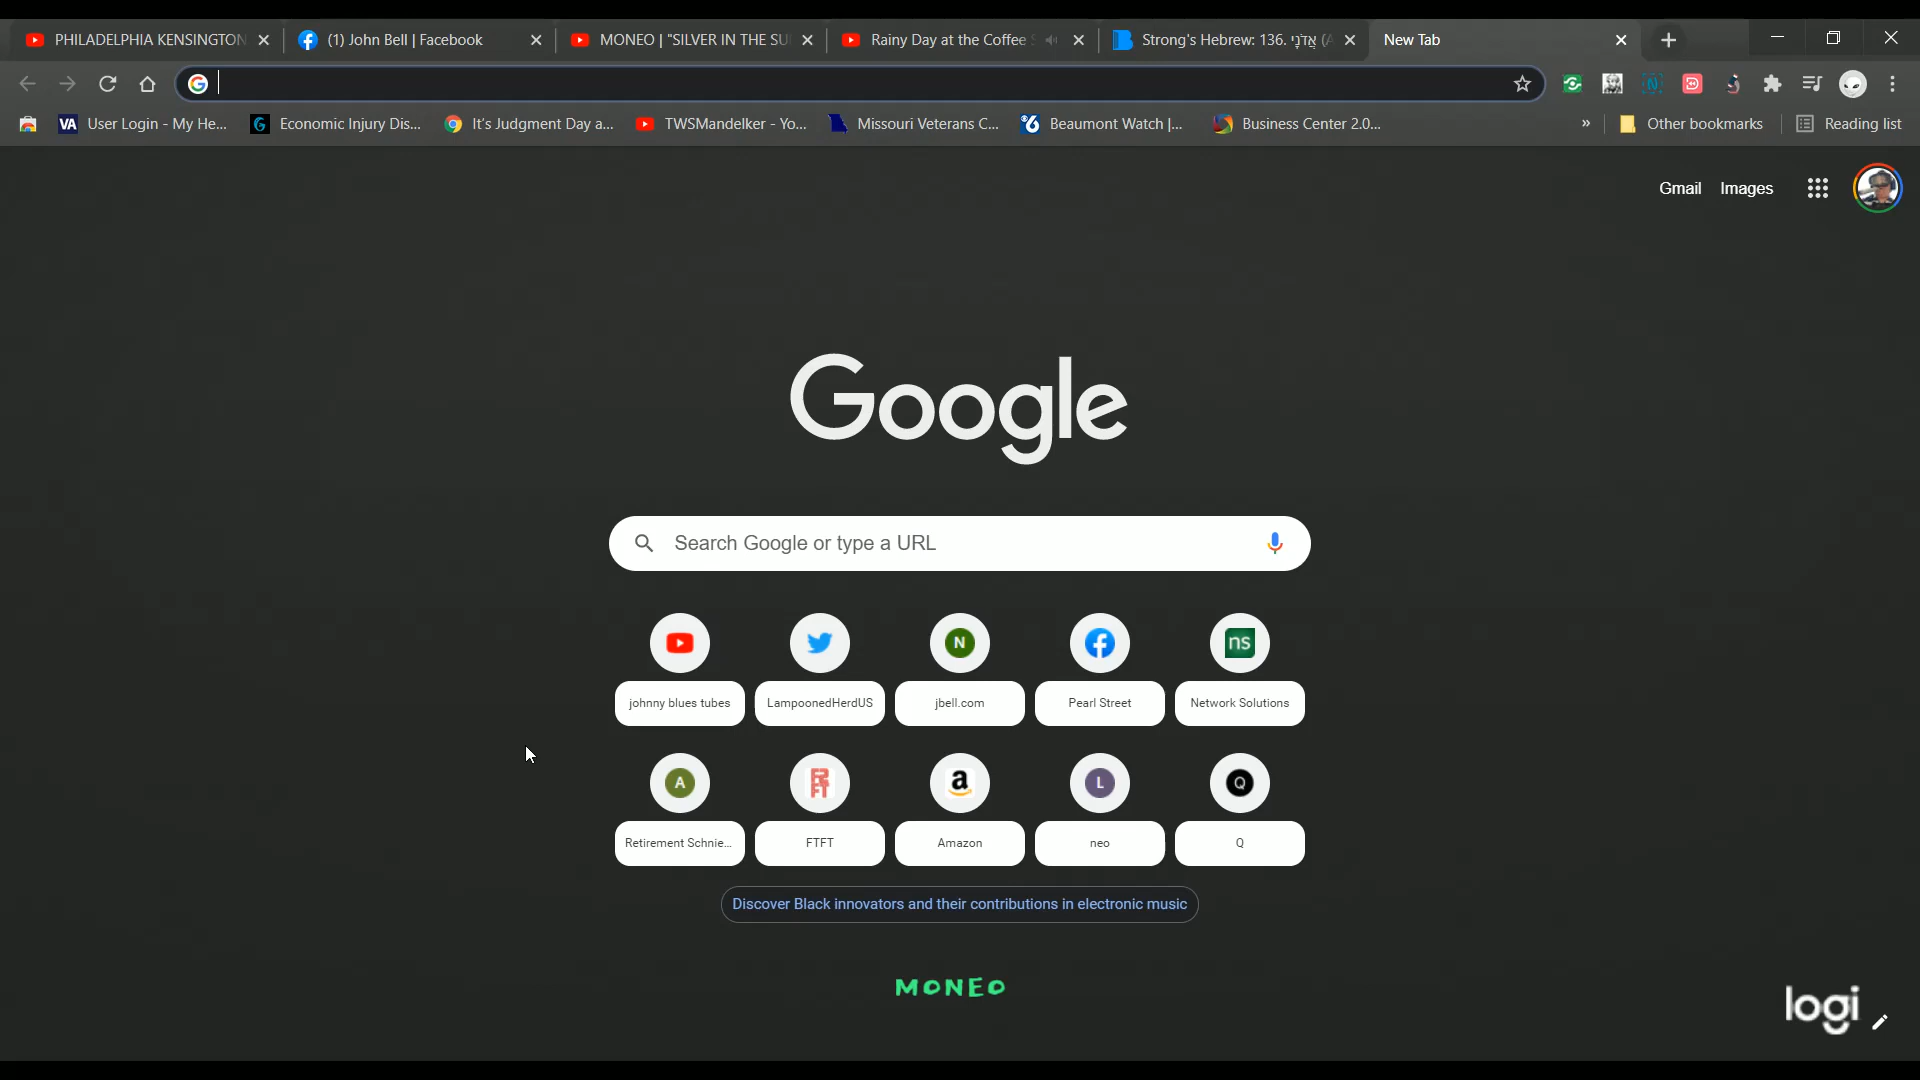 PHILADELPHIA KENSINGTON
(1) John Bell | Facebook
MONEO | "SILVER IN THE SU
Rainy Day at the Coffee S
Strong's Hebrew: 136. אֲדֹנָי (A
New Tab
User Login - My He...
Economic Injury Dis...
It's Judgment Day a...
TWSMandelker - Yo...
Missouri Veterans C...
Beaumont Watch |...
Business Center 2.0...
»
Other bookmarks
Reading list
Gmail
Images
Google
Search Google or type a URL
johnny blues tubes
LampoonedHerdUS
jbell.com
Pearl Street
Network Solutions
Retirement Schnie...
FTFT
Amazon
neo
Q
Discover Black innovators and their contributions in electronic music
MONEO
logi